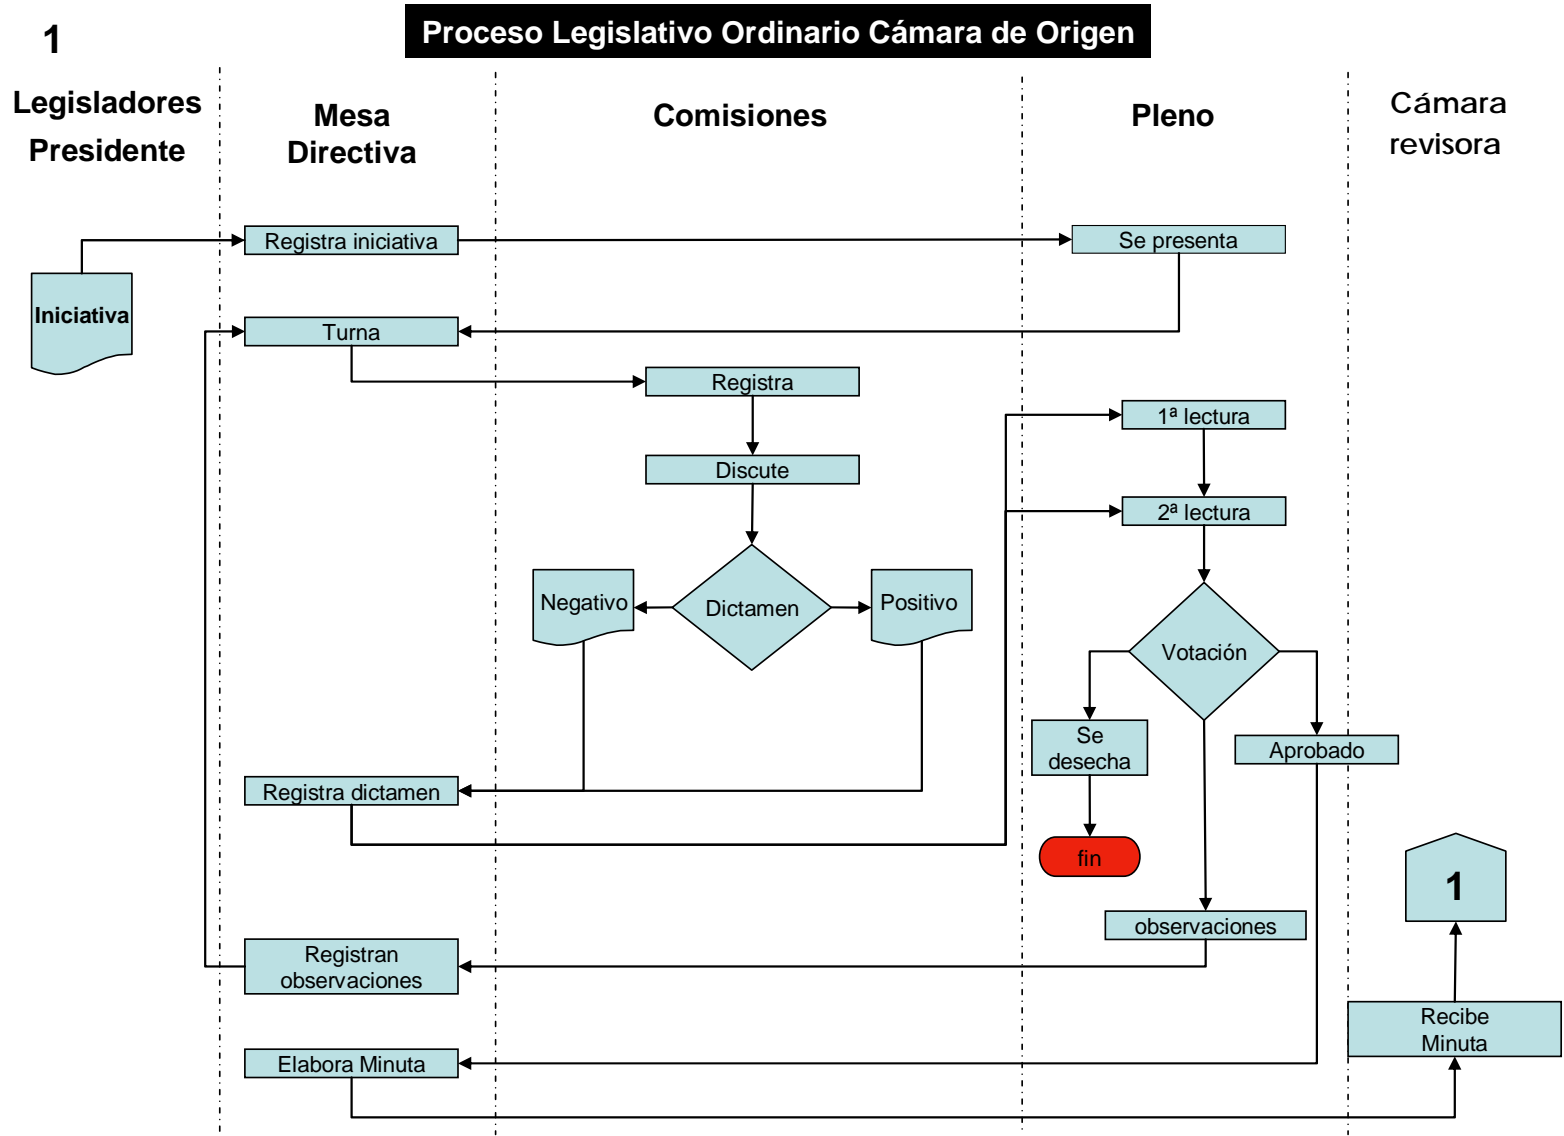 1
Proceso Legislativo Ordinario Cámara de Origen
Legisladores
Presidente
Mesa
Directiva
Comisiones
Pleno
Cámara
revisora
Registra iniciativa
Se presenta
Iniciativa
Turna
Registra
1ª lectura
Discute
2ª lectura
Negativo
Dictamen
Positivo
Votación
Se
desecha
Aprobado
Registra dictamen
fin
1
observaciones
Registran
observaciones
Recibe
Minuta
Elabora Minuta